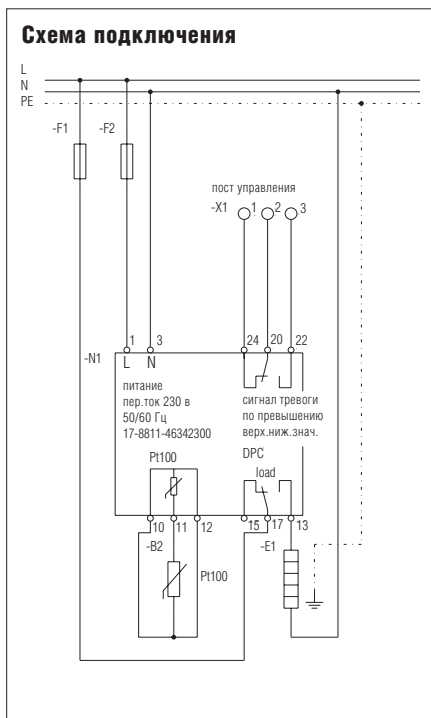 Схема подключения
L
N
PE
-F1
-F2
пост управления
-X1 1 2 3
1 3 24 20 22
-N1
L N
питание
пер.ток 230 в
50/60 Гц
17-8811-46342300
сигнал тревоги
по превышению
верх.ниж.знач.
DPC
Pt100
load
10 11 12 15 17 13
-B2
-E1
Pt100